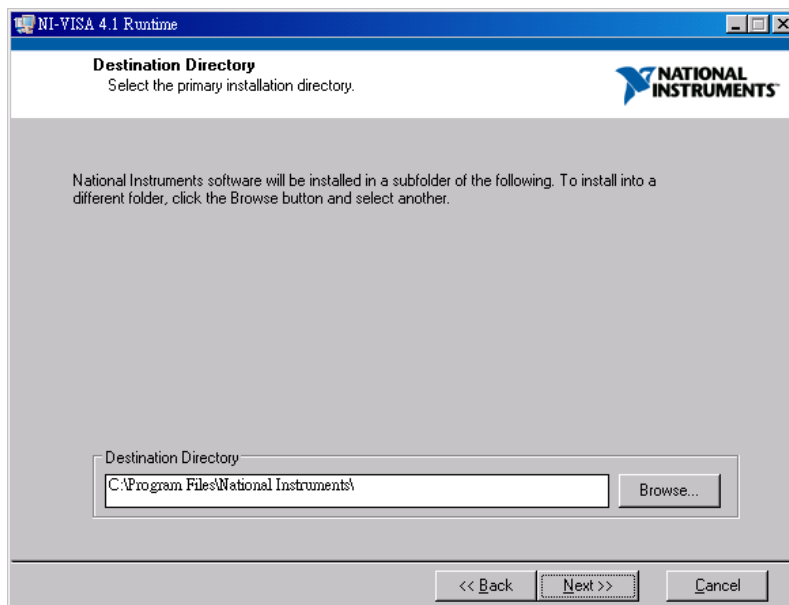 NI-VISA 4.1 Runtime
Destination Directory
Select the primary installation directory.
NATIONAL
INSTRUMENTS™
National Instruments software will be installed in a subfolder of the following. To install into a
different folder, click the Browse button and select another.
Destination Directory
C:\Program Files\National Instruments\
Browse...
<< Back
Next >>
Cancel